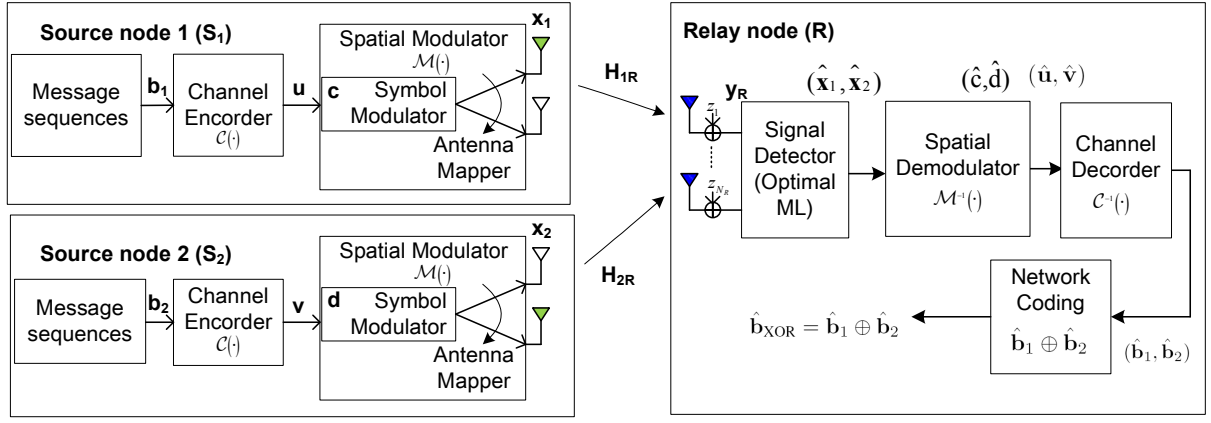 Source node 1 (S₁)
Message
sequences
b₁
Channel
Encorder
𝒞(·)
u
Spatial Modulator
ℳ(·)
c
Symbol
Modulator
Antenna
Mapper
x₁
H₁R
Source node 2 (S₂)
Message
sequences
b₂
Channel
Encorder
𝒞(·)
v
Spatial Modulator
ℳ(·)
d
Symbol
Modulator
Antenna
Mapper
x₂
H₂R
Relay node (R)
z₁
z_{N_R}
y_R
Signal
Detector
(Optimal
ML)
(x̂₁, x̂₂)
Spatial
Demodulator
ℳ⁻¹(·)
(ĉ,d̂)
(û, v̂)
Channel
Decorder
𝒞⁻¹(·)
(b̂₁, b̂₂)
Network
Coding
b̂₁ ⊕ b̂₂
b̂_XOR = b̂₁ ⊕ b̂₂